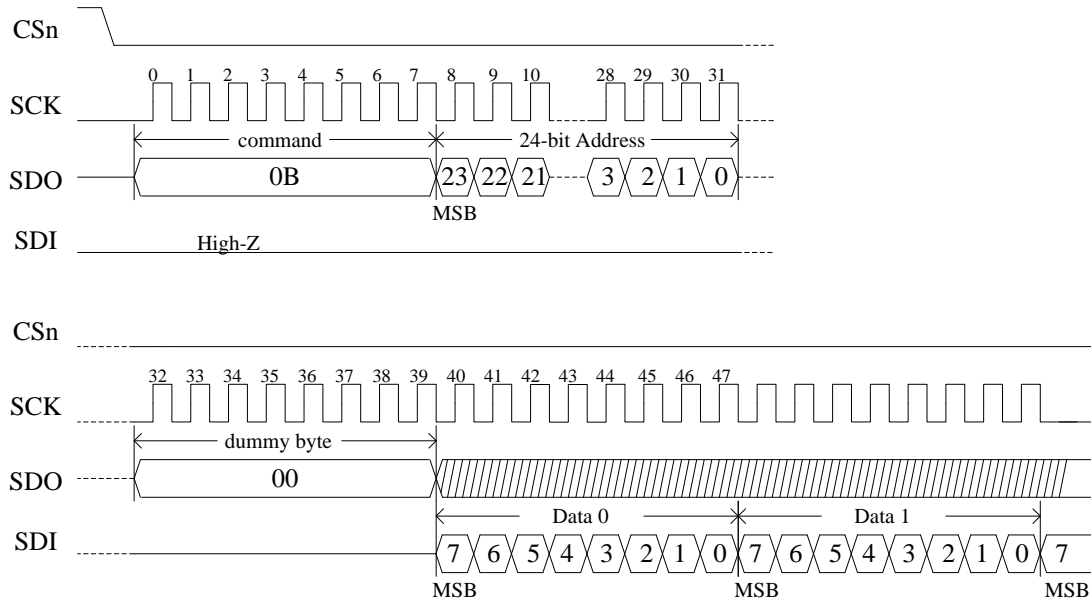 CSn
0 1 2 3 4 5 6 7 8 9 10 28 29 30 31
SCK
command 24-bit Address
SDO 0B 23 22 21 3 2 1 0
MSB
SDI High-Z
CSn
32 33 34 35 36 37 38 39 40 41 42 43 44 45 46 47
SCK
dummy byte
SDO 00
Data 0 Data 1
SDI 7 6 5 4 3 2 1 0 7 6 5 4 3 2 1 0 7
MSB MSB MSB